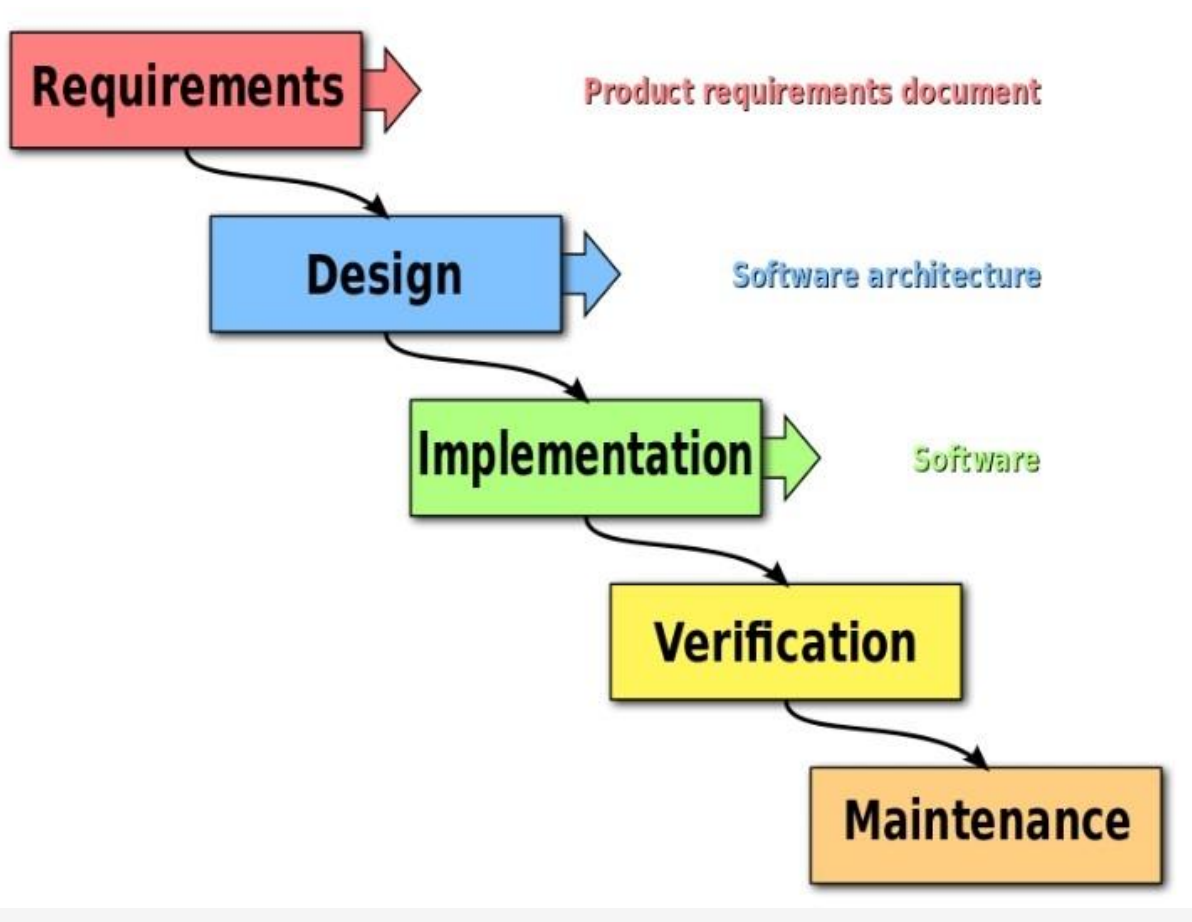 Requirements
Product requirements document
Design
Software architecture
Implementation
Software
Verification
Maintenance